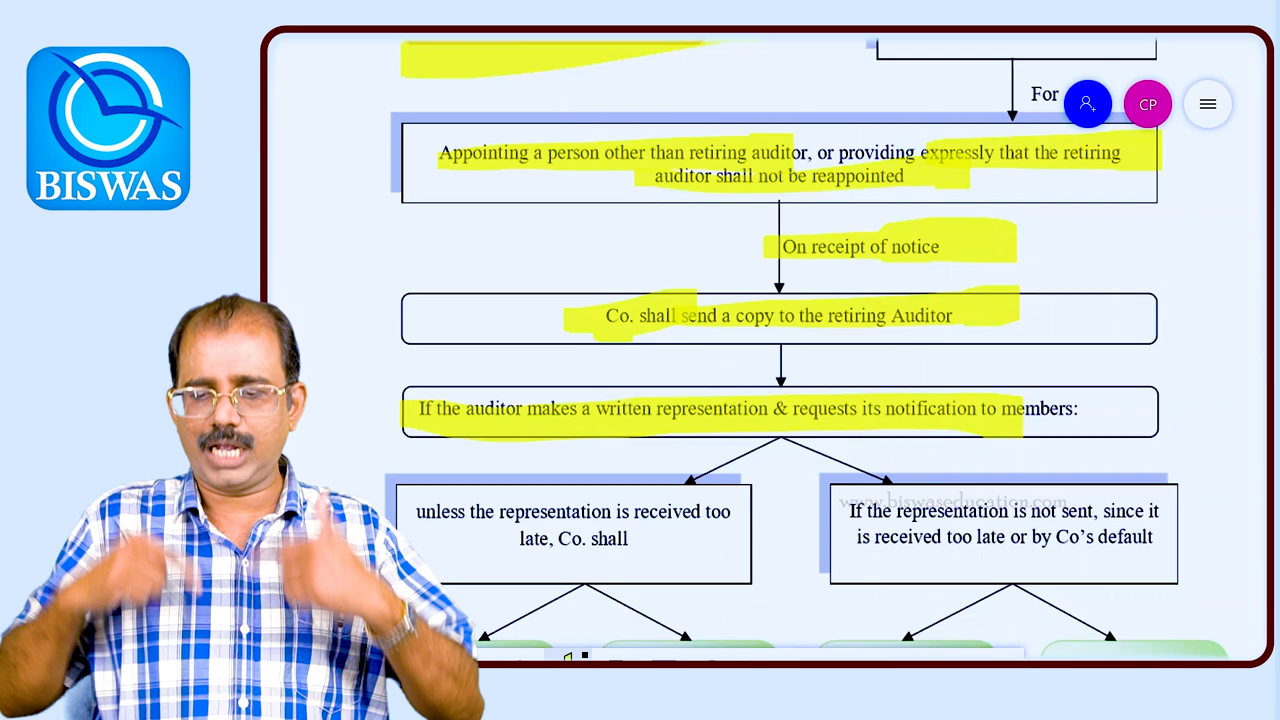 BISWAS
For
CP
Appointing a person other than retiring auditor, or providing expressly that the retiring
auditor shall not be reappointed
On receipt of notice
Co. shall send a copy to the retiring Auditor
If the auditor makes a written representation & requests its notification to members:
unless the representation is received too
late, Co. shall
www.biswaseducation.com
If the representation is not sent, since it
is received too late or by Co's default